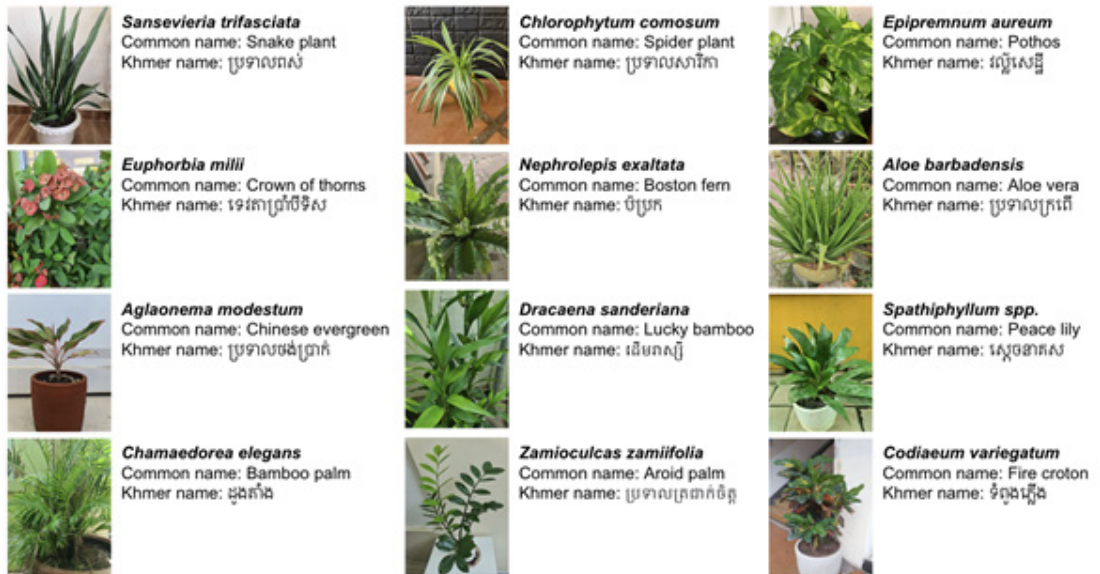 Sansevieria trifasciata
Common name: Snake plant
Khmer name: ប្រទាលពស់
Chlorophytum comosum
Common name: Spider plant
Khmer name: ប្រទាលសារិកា
Epipremnum aureum
Common name: Pothos
Khmer name: វល្លិ៍សេដ្ឋី
Euphorbia milii
Common name: Crown of thorns
Khmer name: ទេវតាប្រាំបីទិស
Nephrolepis exaltata
Common name: Boston fern
Khmer name: បីប្រក
Aloe barbadensis
Common name: Aloe vera
Khmer name: ប្រទាលក្រពើ
Aglaonema modestum
Common name: Chinese evergreen
Khmer name: ប្រទាលថង់ប្រាក់
Dracaena sanderiana
Common name: Lucky bamboo
Khmer name: ដើមរាស្សី
Spathiphyllum spp.
Common name: Peace lily
Khmer name: ស្តេចនាគស
Chamaedorea elegans
Common name: Bamboo palm
Khmer name: ដូងតាំង
Zamioculcas zamiifolia
Common name: Aroid palm
Khmer name: ប្រទាលត្រជាក់ចិត្ត
Codiaeum variegatum
Common name: Fire croton
Khmer name: ទំពូងភ្លើង